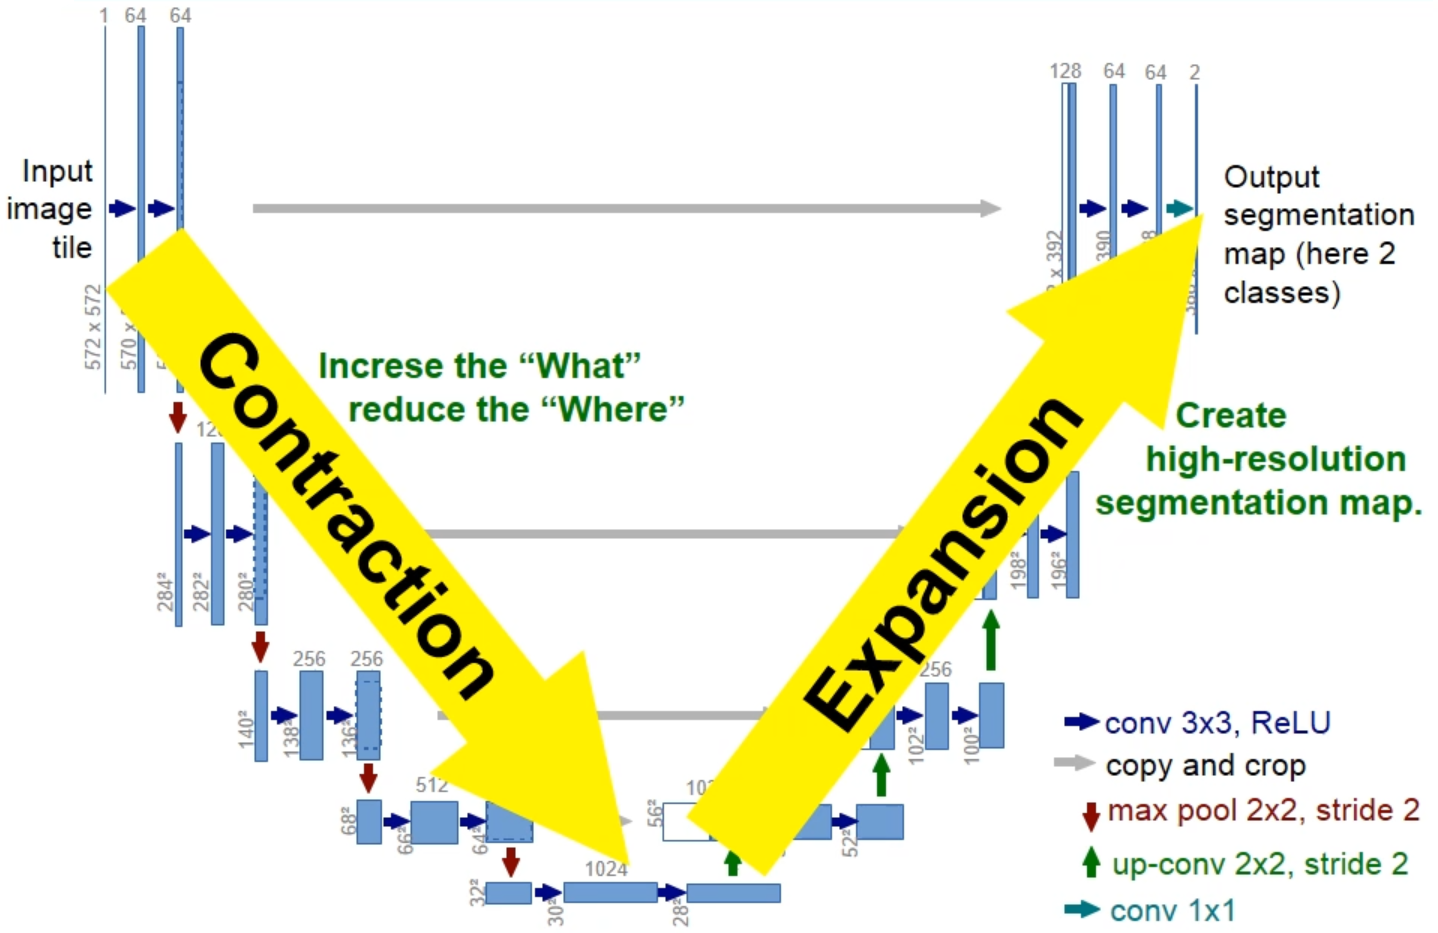 1 64 64
128 64 64 2
Input
image
tile
Output
segmentation
map (here 2
classes)
572 x 572
570 x
x 392
390
Contraction
Increse the “What”
reduce the “Where”
Expansion
Create
high-resolution
segmentation map.
284²
282²
280²
198²
196²
256 256
256
140²
138²
136²
102²
100²
512
68²
66²
64²
56²
52²
1024
32²
30²
28²
conv 3x3, ReLU
copy and crop
max pool 2x2, stride 2
up-conv 2x2, stride 2
conv 1x1